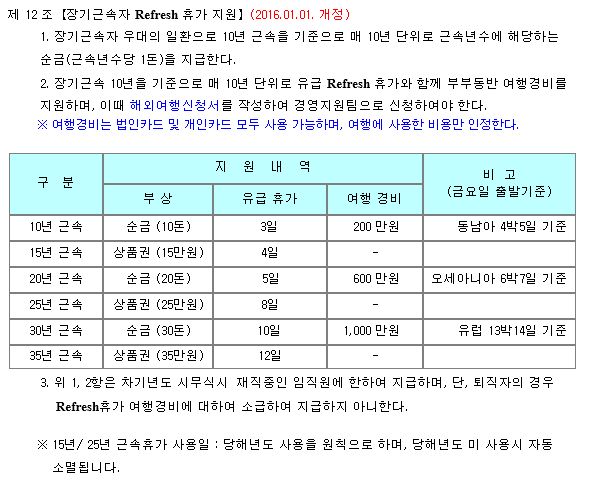 제 12 조【장기근속자 Refresh 휴가 지원】(2016.01.01. 개정)
1. 장기근속자 우대의 일환으로 10년 근속을 기준으로 매 10년 단위로 근속년수에 해당하는
순금(근속년수당 1돈)을 지급한다.
2. 장기근속 10년을 기준으로 매 10년 단위로 유급 Refresh 휴가와 함께 부부동반 여행경비를
지원하며, 이때 해외여행신청서를 작성하여 경영지원팀으로 신청하여야 한다.
※ 여행경비는 법인카드 및 개인카드 모두 사용 가능하며, 여행에 사용한 비용만 인정한다.
구 분 지 원 내 역 비 고
(금요일 출발기준)
부 상 유급 휴가 여행 경비
10년 근속 순금 (10돈) 3일 200 만원 동남아 4박5일 기준
15년 근속 상품권 (15만원) 4일 -
20년 근속 순금 (20돈) 5일 600 만원 오세아니아 6박7일 기준
25년 근속 상품권 (25만원) 8일 -
30년 근속 순금 (30돈) 10일 1,000 만원 유럽 13박14일 기준
35년 근속 상품권 (35만원) 12일 -
3. 위 1, 2항은 차기년도 시무식시 재직중인 임직원에 한하여 지급하며, 단, 퇴직자의 경우
Refresh휴가 여행경비에 대하여 소급하여 지급하지 아니한다.
※ 15년/ 25년 근속휴가 사용일 : 당해년도 사용을 원칙으로 하며, 당해년도 미 사용시 자동
소멸됩니다.